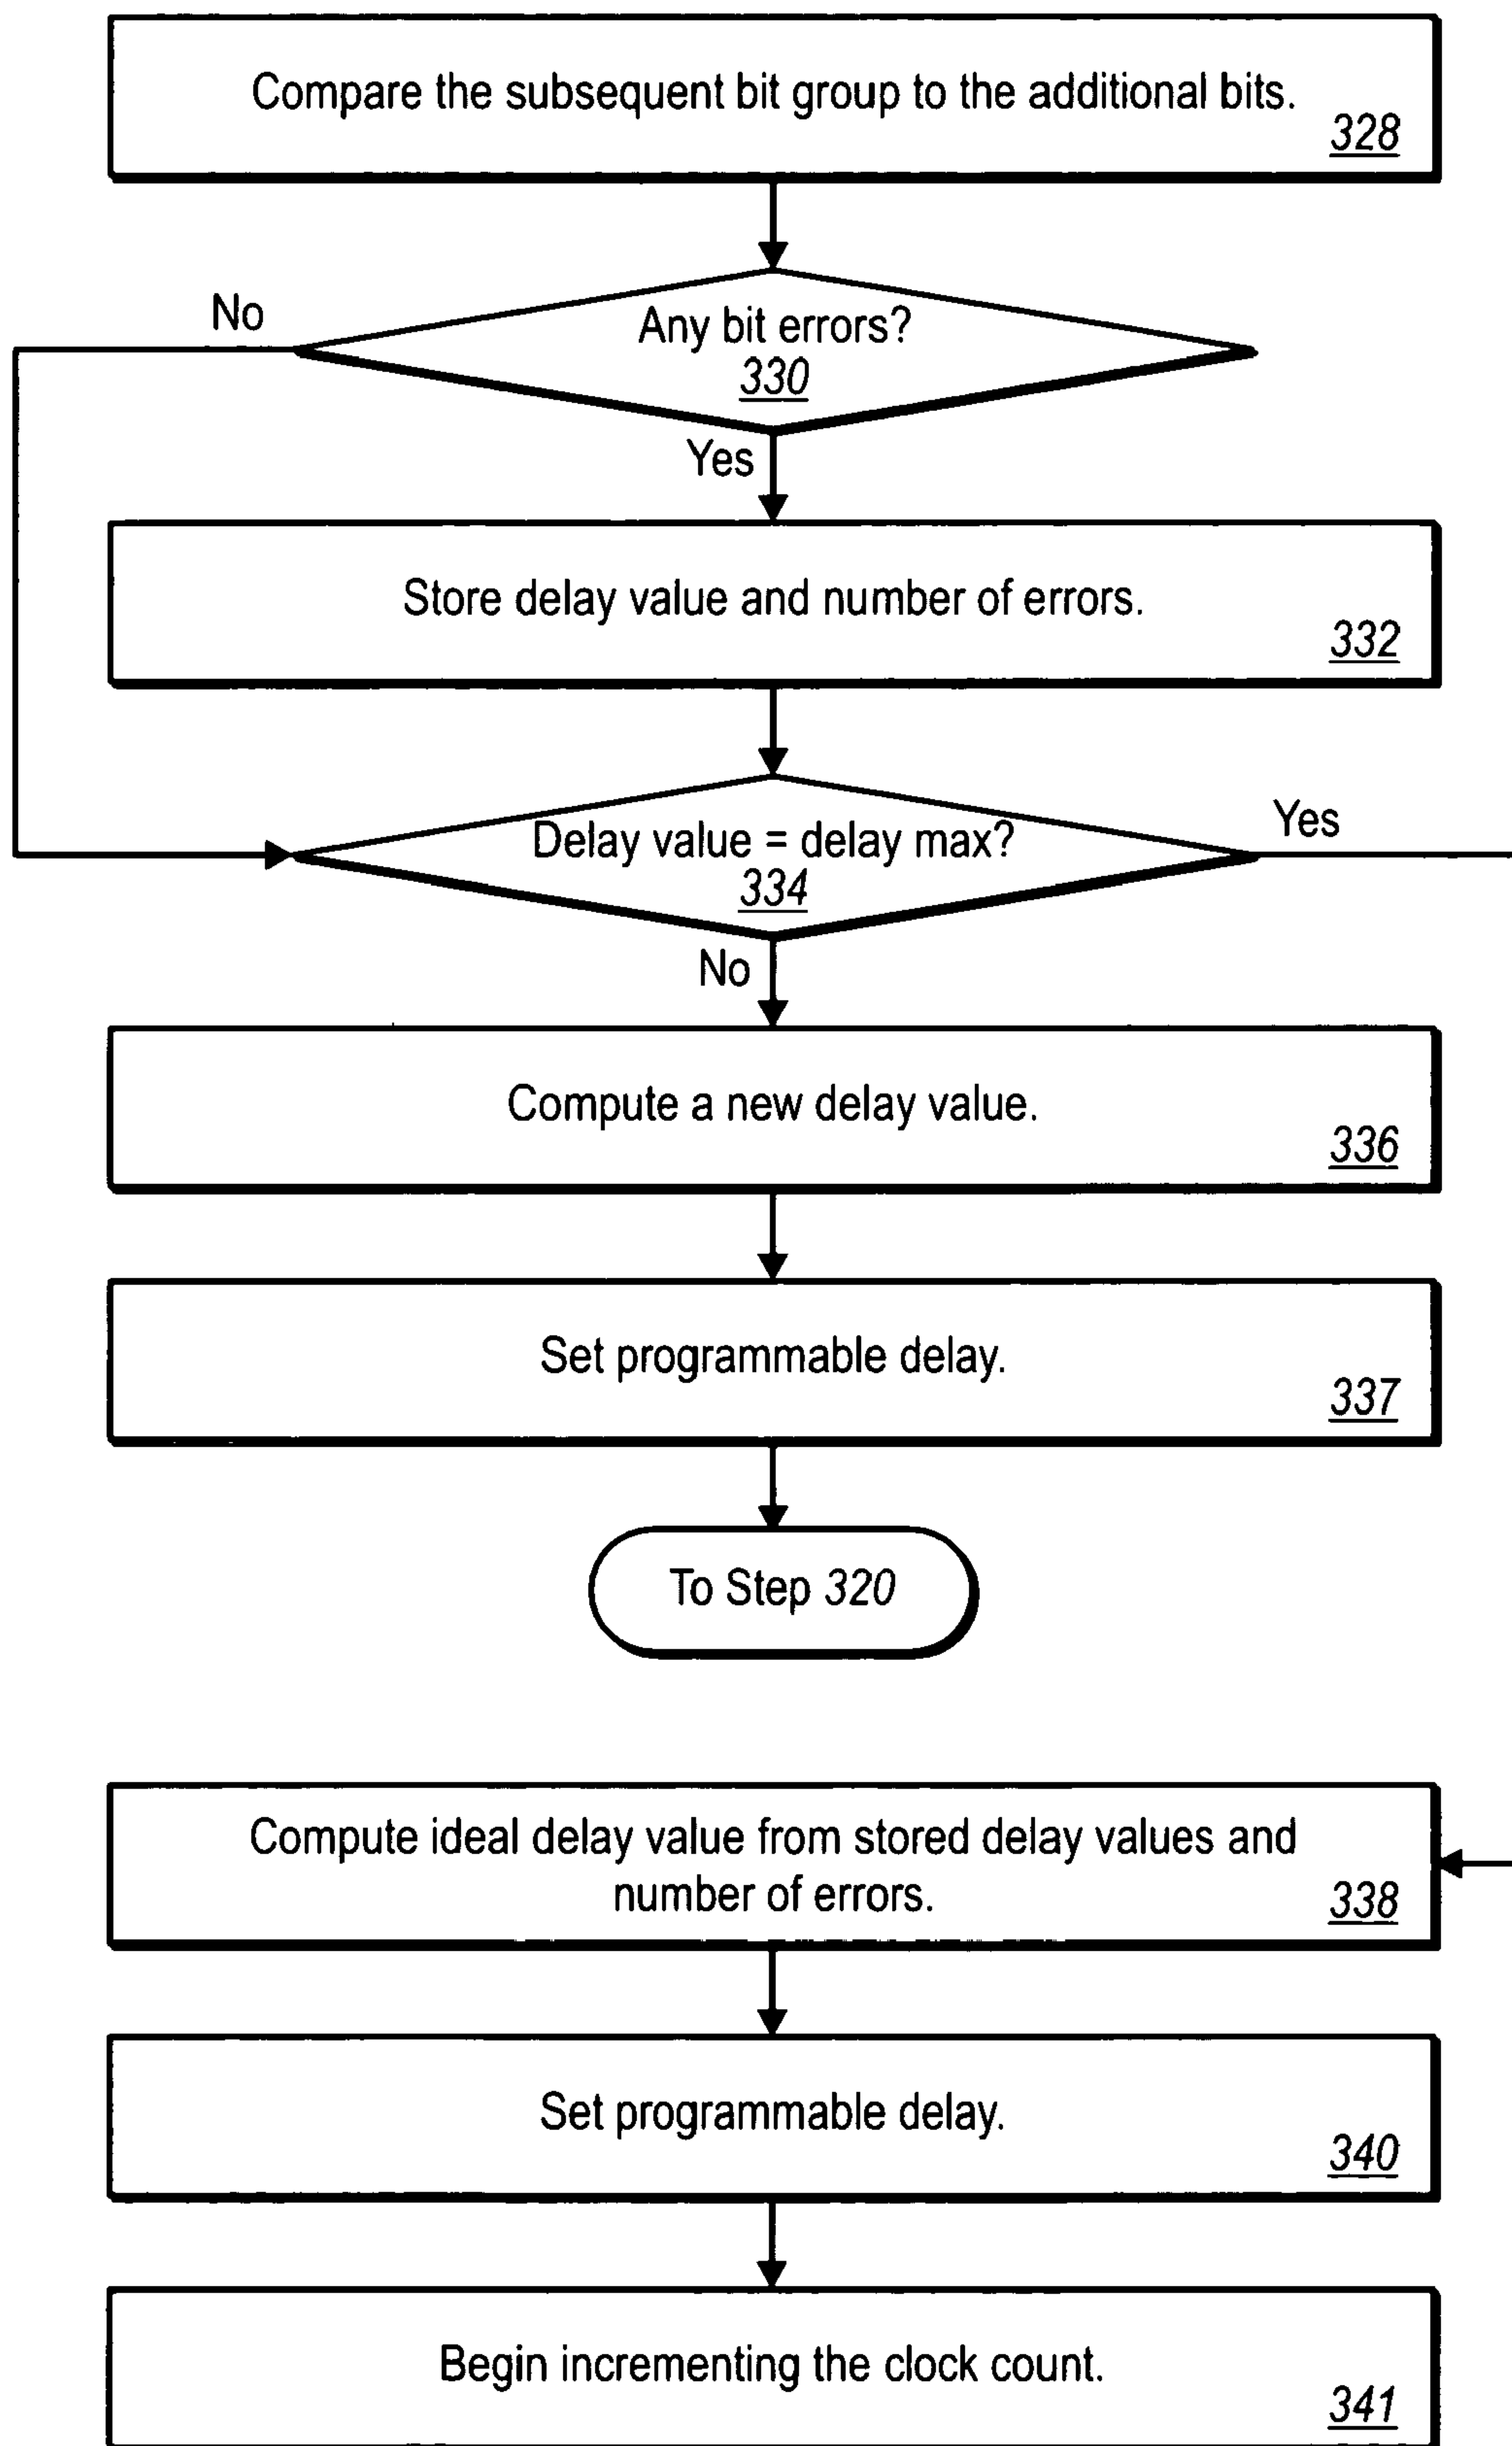 Compare the subsequent bit group to the additional bits.
328
No
Any bit errors?
330
Yes
Store delay value and number of errors.
332
Delay value = delay max?
Yes
334
No
Compute a new delay value.
336
Set programmable delay.
337
To Step 320
Compute ideal delay value from stored delay values and
number of errors.
338
Set programmable delay.
340
Begin incrementing the clock count.
341